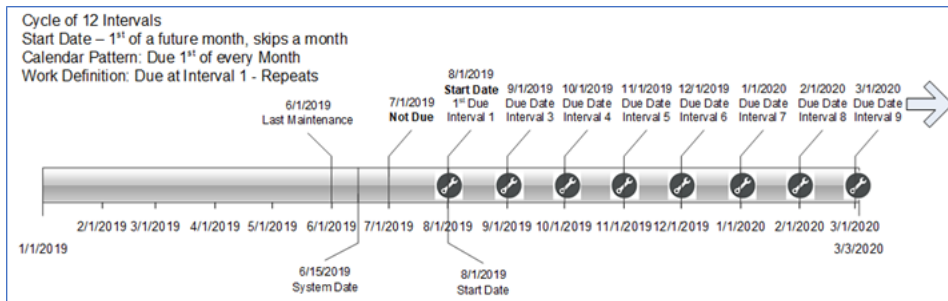 Cycle of 12 Intervals
Start Date – 1st of a future month, skips a month
Calendar Pattern: Due 1st of every Month
Work Definition: Due at Interval 1 - Repeats
6/1/2019
Last Maintenance
7/1/2019
Not Due
8/1/2019
Start Date
1st Due
Interval 1
9/1/2019
Due Date
Interval 3
10/1/2019
Due Date
Interval 4
11/1/2019
Due Date
Interval 5
12/1/2019
Due Date
Interval 6
1/1/2020
Due Date
Interval 7
2/1/2020
Due Date
Interval 8
3/1/2020
Due Date
Interval 9
1/1/2019
2/1/2019
3/1/2019
4/1/2019
5/1/2019
6/1/2019
7/1/2019
8/1/2019
9/1/2019
10/1/2019
11/1/2019
12/1/2019
1/1/2020
2/1/2020
3/1/2020
3/3/2020
6/15/2019
System Date
8/1/2019
Start Date